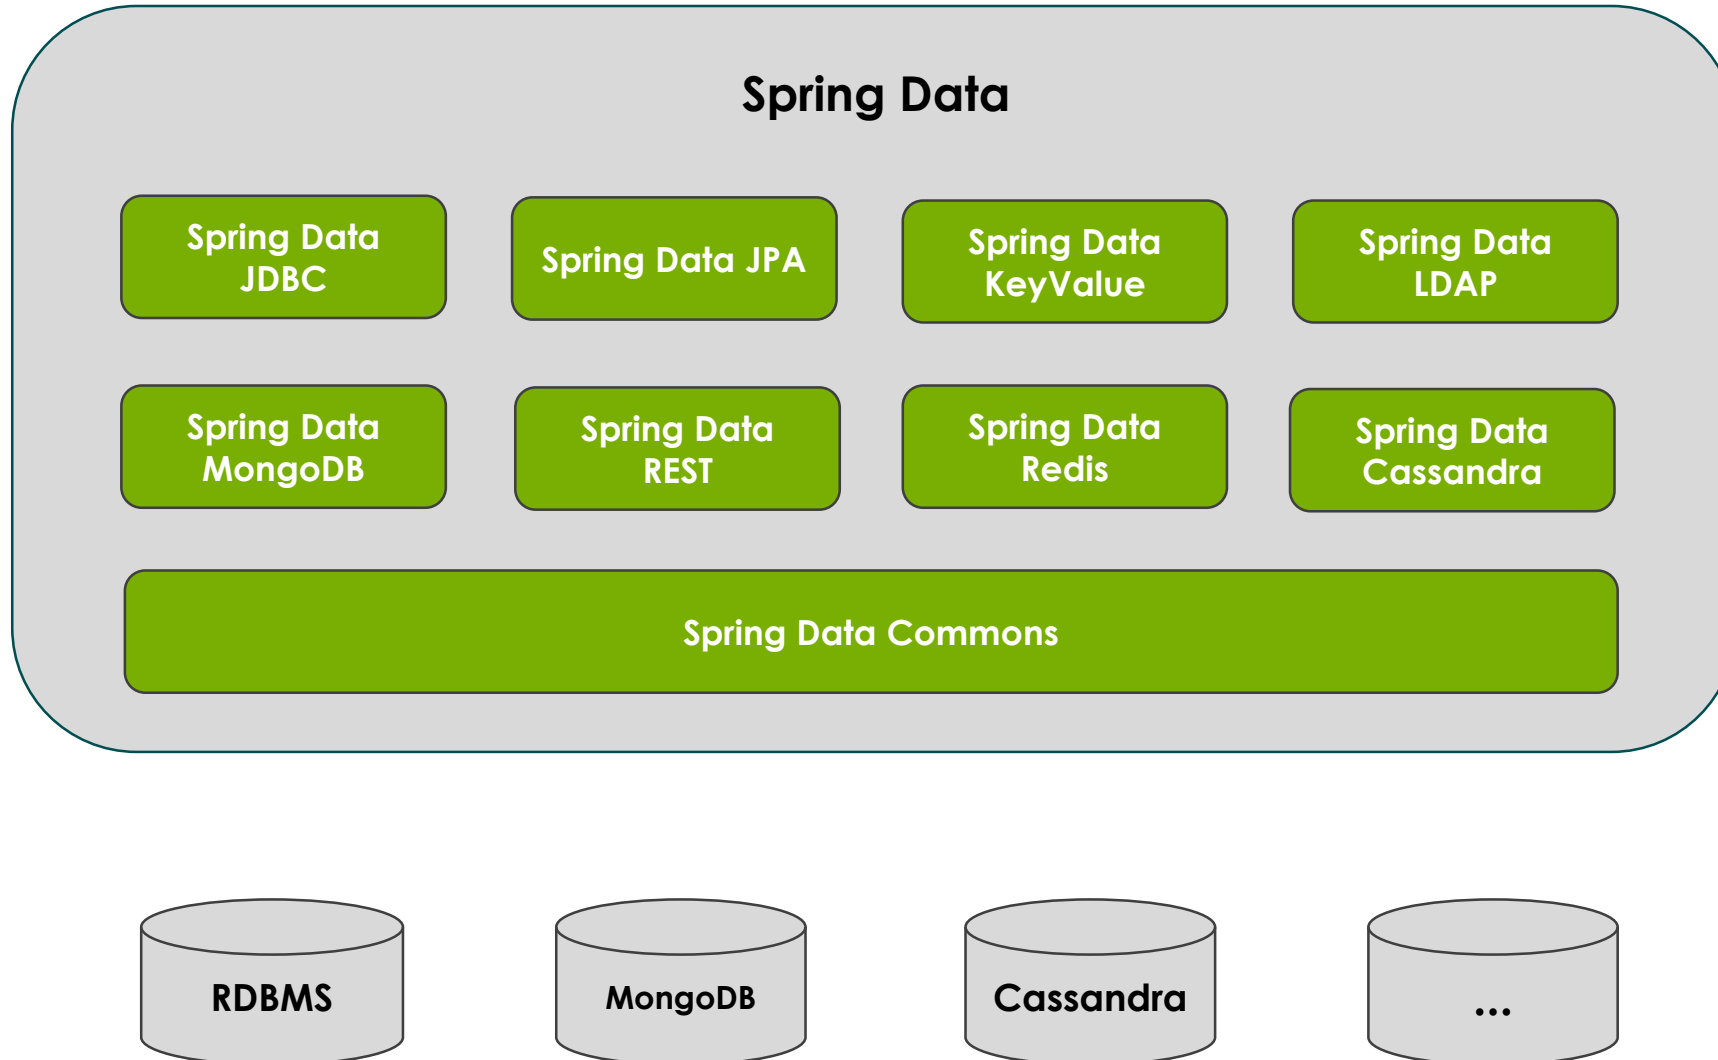 Spring Data
Spring Data
JDBC
Spring Data JPA
Spring Data
KeyValue
Spring Data
LDAP
Spring Data
MongoDB
Spring Data
REST
Spring Data
Redis
Spring Data
Cassandra
Spring Data Commons
RDBMS
MongoDB
Cassandra
...